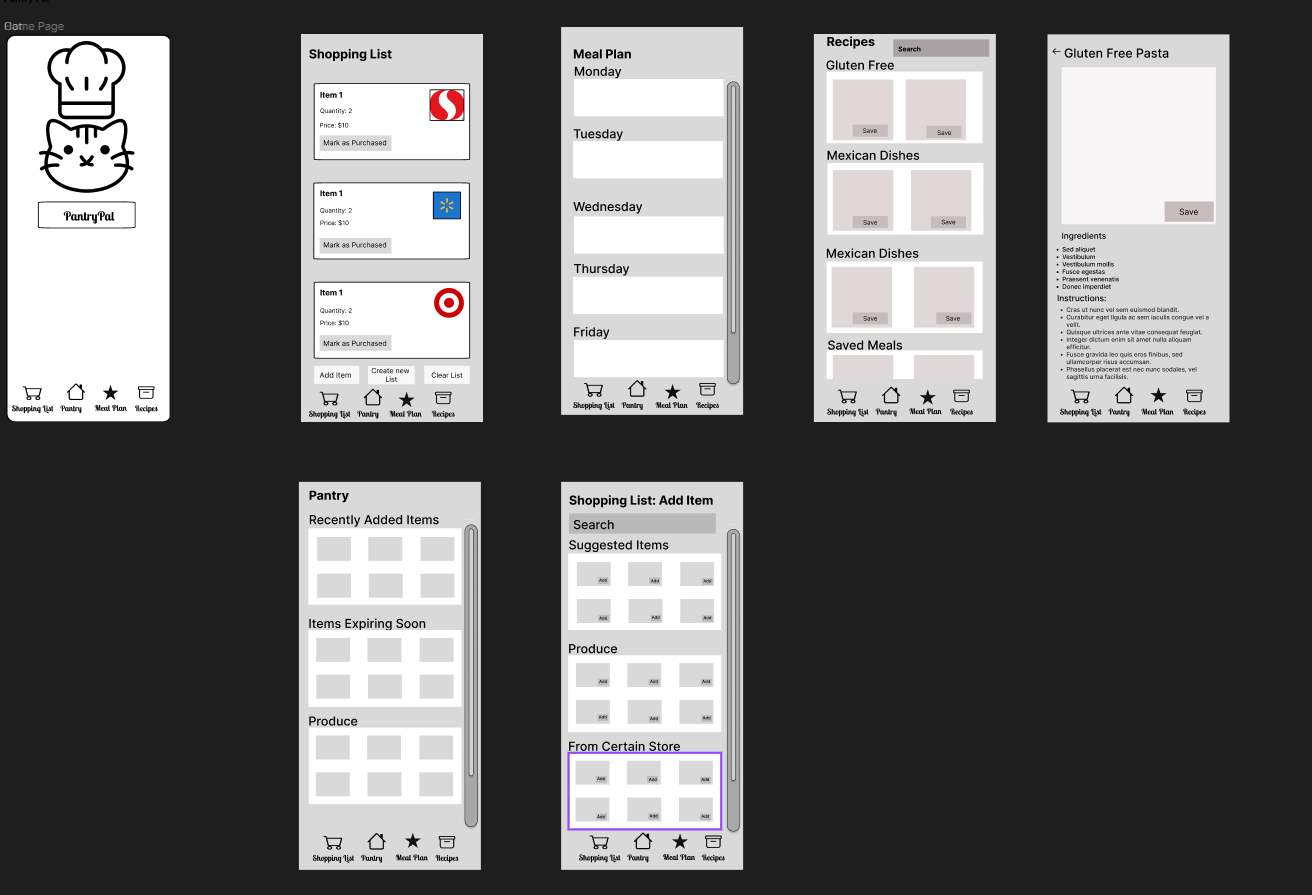 Home Page
PantryPal
Shopping List
Pantry
Meal Plan
Recipes
Shopping List
Item 1
Quantity: 2
Price: $10
Mark as Purchased
Item 1
Quantity: 2
Price: $10
Mark as Purchased
Item 1
Quantity: 2
Price: $10
Mark as Purchased
Add Item
Create new
List
Clear List
Shopping List
Pantry
Meal Plan
Recipes
Meal Plan
Monday
Tuesday
Wednesday
Thursday
Friday
Shopping List
Pantry
Meal Plan
Recipes
Recipes
Search
Gluten Free
Save
Save
Mexican Dishes
Save
Save
Mexican Dishes
Save
Save
Saved Meals
Shopping List
Pantry
Meal Plan
Recipes
Gluten Free Pasta
Save
Ingredients
Sed aliquet
Vestibulum
Vestibulum mollis
Fusce egestas
Praesent venenatis
Donec imperdiet
Instructions:
Cras ut nunc vel sem euismod blandit.
Curabitur eget ligula ac sem iaculis congue vel a
velit.
Quisque ultrices ante vitae consequat feugiat.
Integer dictum enim sit amet nulla aliquam
efficitur.
Fusce gravida leo quis eros finibus, sed
ullamcorper risus accumsan.
Phasellus placerat est nec nunc sodales, vel
sagittis urna facilisis.
Shopping List
Pantry
Meal Plan
Recipes
Pantry
Recently Added Items
Items Expiring Soon
Produce
Shopping List
Pantry
Meal Plan
Recipes
Shopping List: Add Item
Search
Suggested Items
Add
Add
Add
Add
Add
Add
Produce
Add
Add
Add
Add
Add
Add
From Certain Store
Add
Add
Add
Add
Add
Add
Shopping List
Pantry
Meal Plan
Recipes